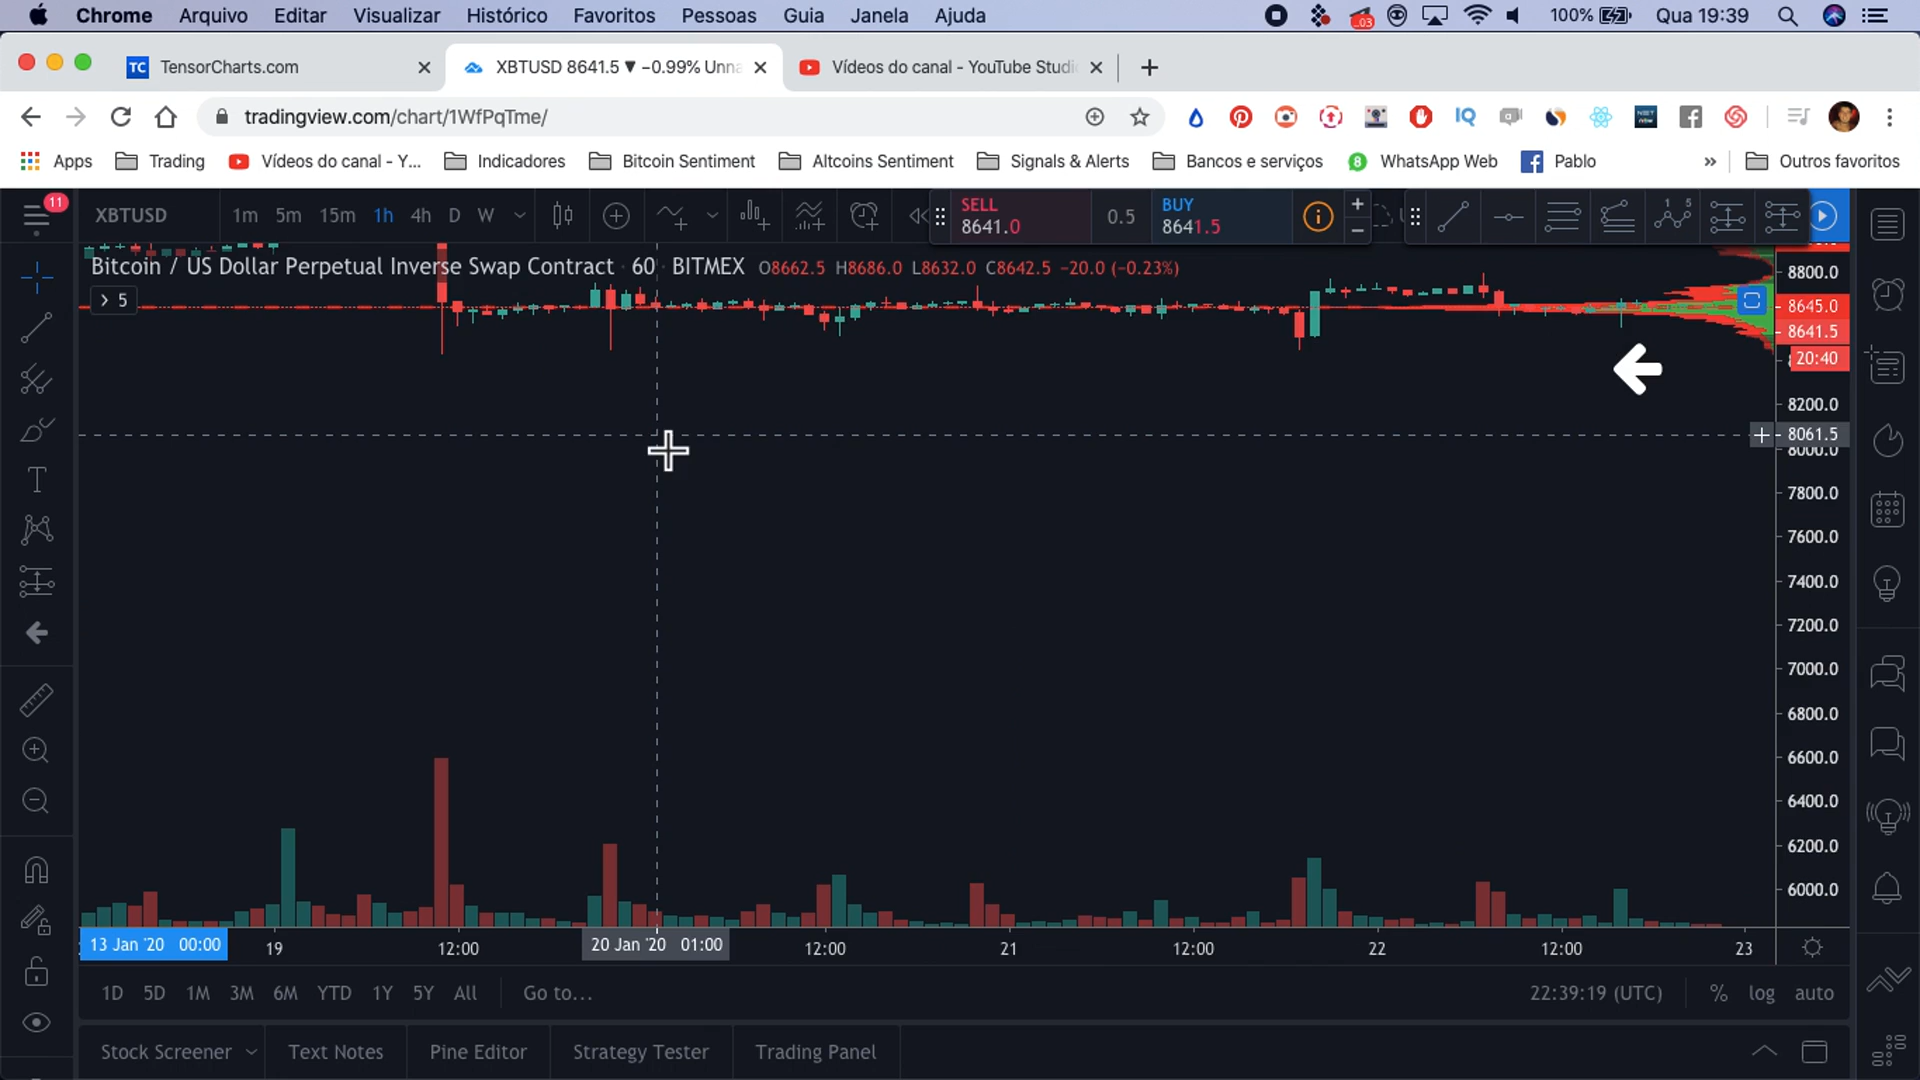 Chrome Arquivo Editar Visualizar Histórico Favoritos Pessoas Guia Janela Ajuda .03 100% Qua 19:39
TC TensorCharts.com XBTUSD 8641.5 ▼ −0.99% Unna Vídeos do canal - YouTube Studi
tradingview.com/chart/1WfPqTme/ IQ
Apps Trading Vídeos do canal - Y... Indicadores Bitcoin Sentiment Altcoins Sentiment Signals & Alerts Bancos e serviços 8 WhatsApp Web Pablo » Outros favoritos
11
XBTUSD 1m 5m 15m 1h 4h D W SELL 8641.0 0.5 BUY 8641.5
Bitcoin / US Dollar Perpetual Inverse Swap Contract · 60 BITMEX O8662.5 H8686.0 L8632.0 C8642.5 −20.0 (−0.23%)
5
8800.0
8645.0
8641.5
20:40
8200.0
8061.5
8000.0
7800.0
7600.0
7400.0
7200.0
7000.0
6800.0
6600.0
6400.0
6200.0
6000.0
13 Jan '20 00:00 19 12:00 20 Jan '20 01:00 12:00 21 12:00 22 12:00 23
1D 5D 1M 3M 6M YTD 1Y 5Y All Go to... 22:39:19 (UTC) % log auto
Stock Screener Text Notes Pine Editor Strategy Tester Trading Panel